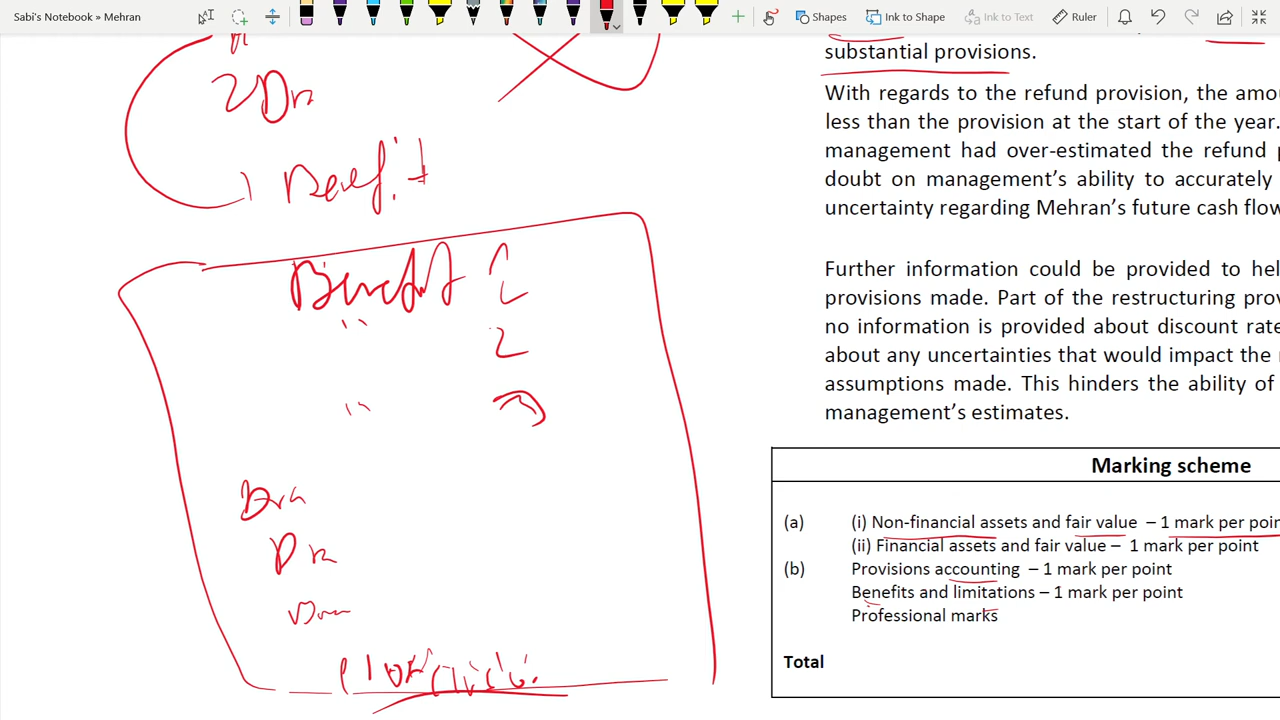 Sabi's Notebook » Mehran
Shapes
Ink to Shape
Ink to Text
Ruler
2 Dra
1 Benefit
Benefit 1
" 2
" 3
Dra
Dra
substantial provisions.
With regards to the refund provision, the amou
less than the provision at the start of the year.
management had over-estimated the refund p
doubt on management's ability to accurately
uncertainty regarding Mehran's future cash flow
Further information could be provided to hel
provisions made. Part of the restructuring prov
no information is provided about discount rate
about any uncertainties that would impact the
assumptions made. This hinders the ability of
management's estimates.
Marking scheme
(a) (i) Non-financial assets and fair value – 1 mark per poin
(ii) Financial assets and fair value – 1 mark per point
(b) Provisions accounting – 1 mark per point
Benefits and limitations – 1 mark per point
Professional marks
Total